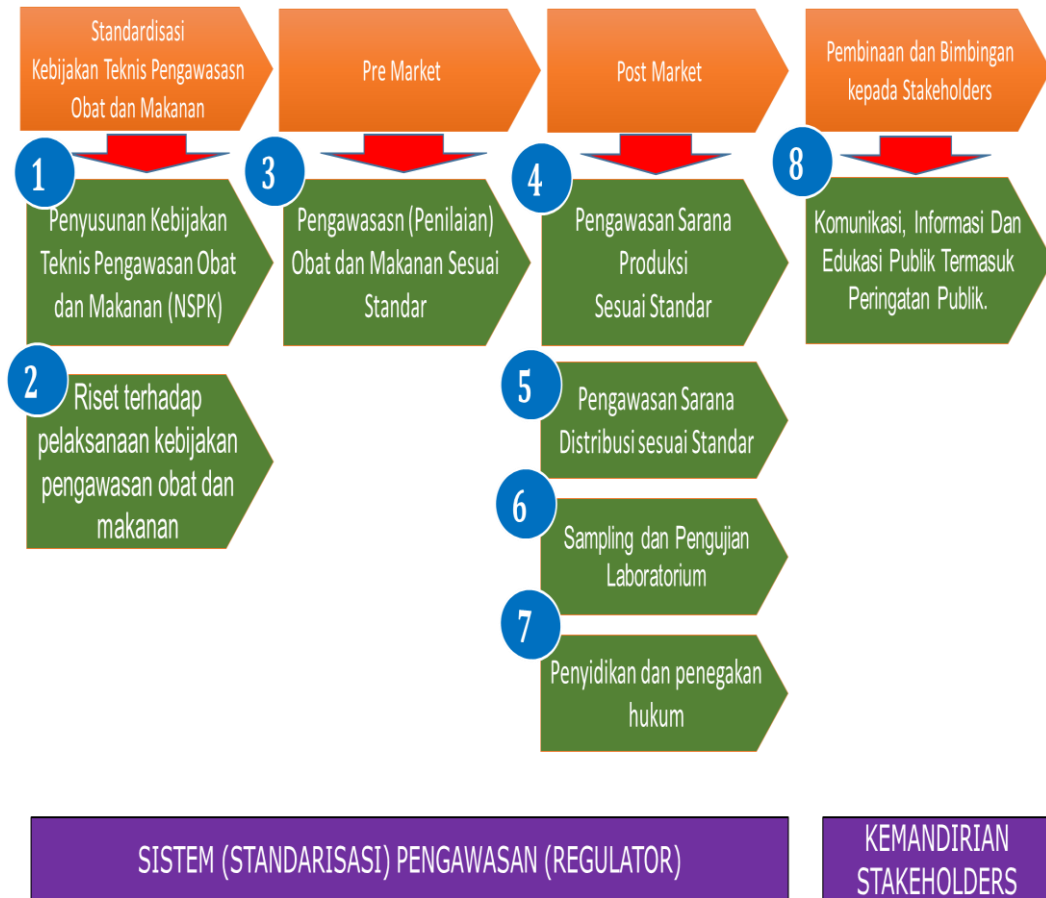 Standardisasi
Kebijakan Teknis Pengawasasn
Obat dan Makanan
Pre Market
Post Market
Pembinaan dan Bimbingan
kepada Stakeholders
1
Penyusunan Kebijakan
Teknis Pengawasan Obat
dan Makanan (NSPK)
2
Riset terhadap
pelaksanaan kebijakan
pengawasan obat dan
makanan
3
Pengawasasn (Penilaian)
Obat dan Makanan Sesuai
Standar
4
Pengawasan Sarana
Produksi
Sesuai Standar
5
Pengawasan Sarana
Distribusi sesuai Standar
6
Sampling dan Pengujian
Laboratorium
7
Penyidikan dan penegakan
hukum
8
Komunikasi, Informasi Dan
Edukasi Publik Termasuk
Peringatan Publik.
SISTEM (STANDARISASI) PENGAWASAN (REGULATOR)
KEMANDIRIAN
STAKEHOLDERS